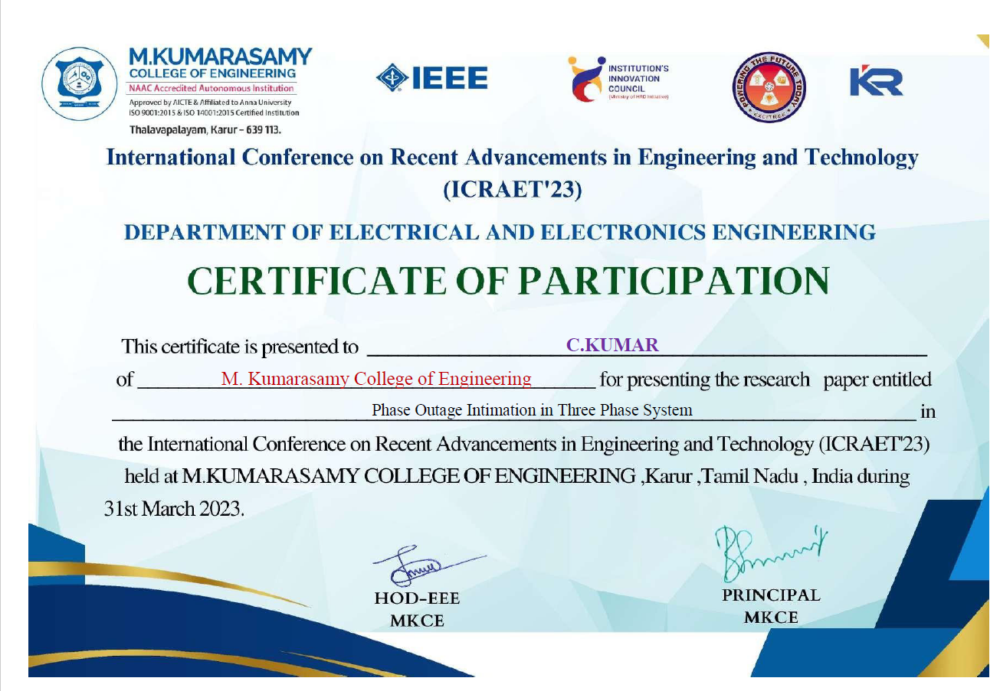 M.KUMARASAMY
COLLEGE OF ENGINEERING
NAAC Accredited Autonomous Institution
Approved by AICTE & Affiliated to Anna University
ISO 9001:2015 & ISO 14001:2015 Certified Institution
Thalavapalayam, Karur – 639 113.
IEEE
INSTITUTION'S
INNOVATION
COUNCIL
(Ministry of HRD Initiative)
POWERING THE FUTURE TODAY
KR
International Conference on Recent Advancements in Engineering and Technology
(ICRAET'23)
DEPARTMENT OF ELECTRICAL AND ELECTRONICS ENGINEERING
CERTIFICATE OF PARTICIPATION
This certificate is presented to C.KUMAR
of M. Kumarasamy College of Engineering for presenting the research paper entitled
Phase Outage Intimation in Three Phase System in
the International Conference on Recent Advancements in Engineering and Technology (ICRAET'23)
held at M.KUMARASAMY COLLEGE OF ENGINEERING ,Karur ,Tamil Nadu , India during
31st March 2023.
HOD-EEE
MKCE
PRINCIPAL
MKCE